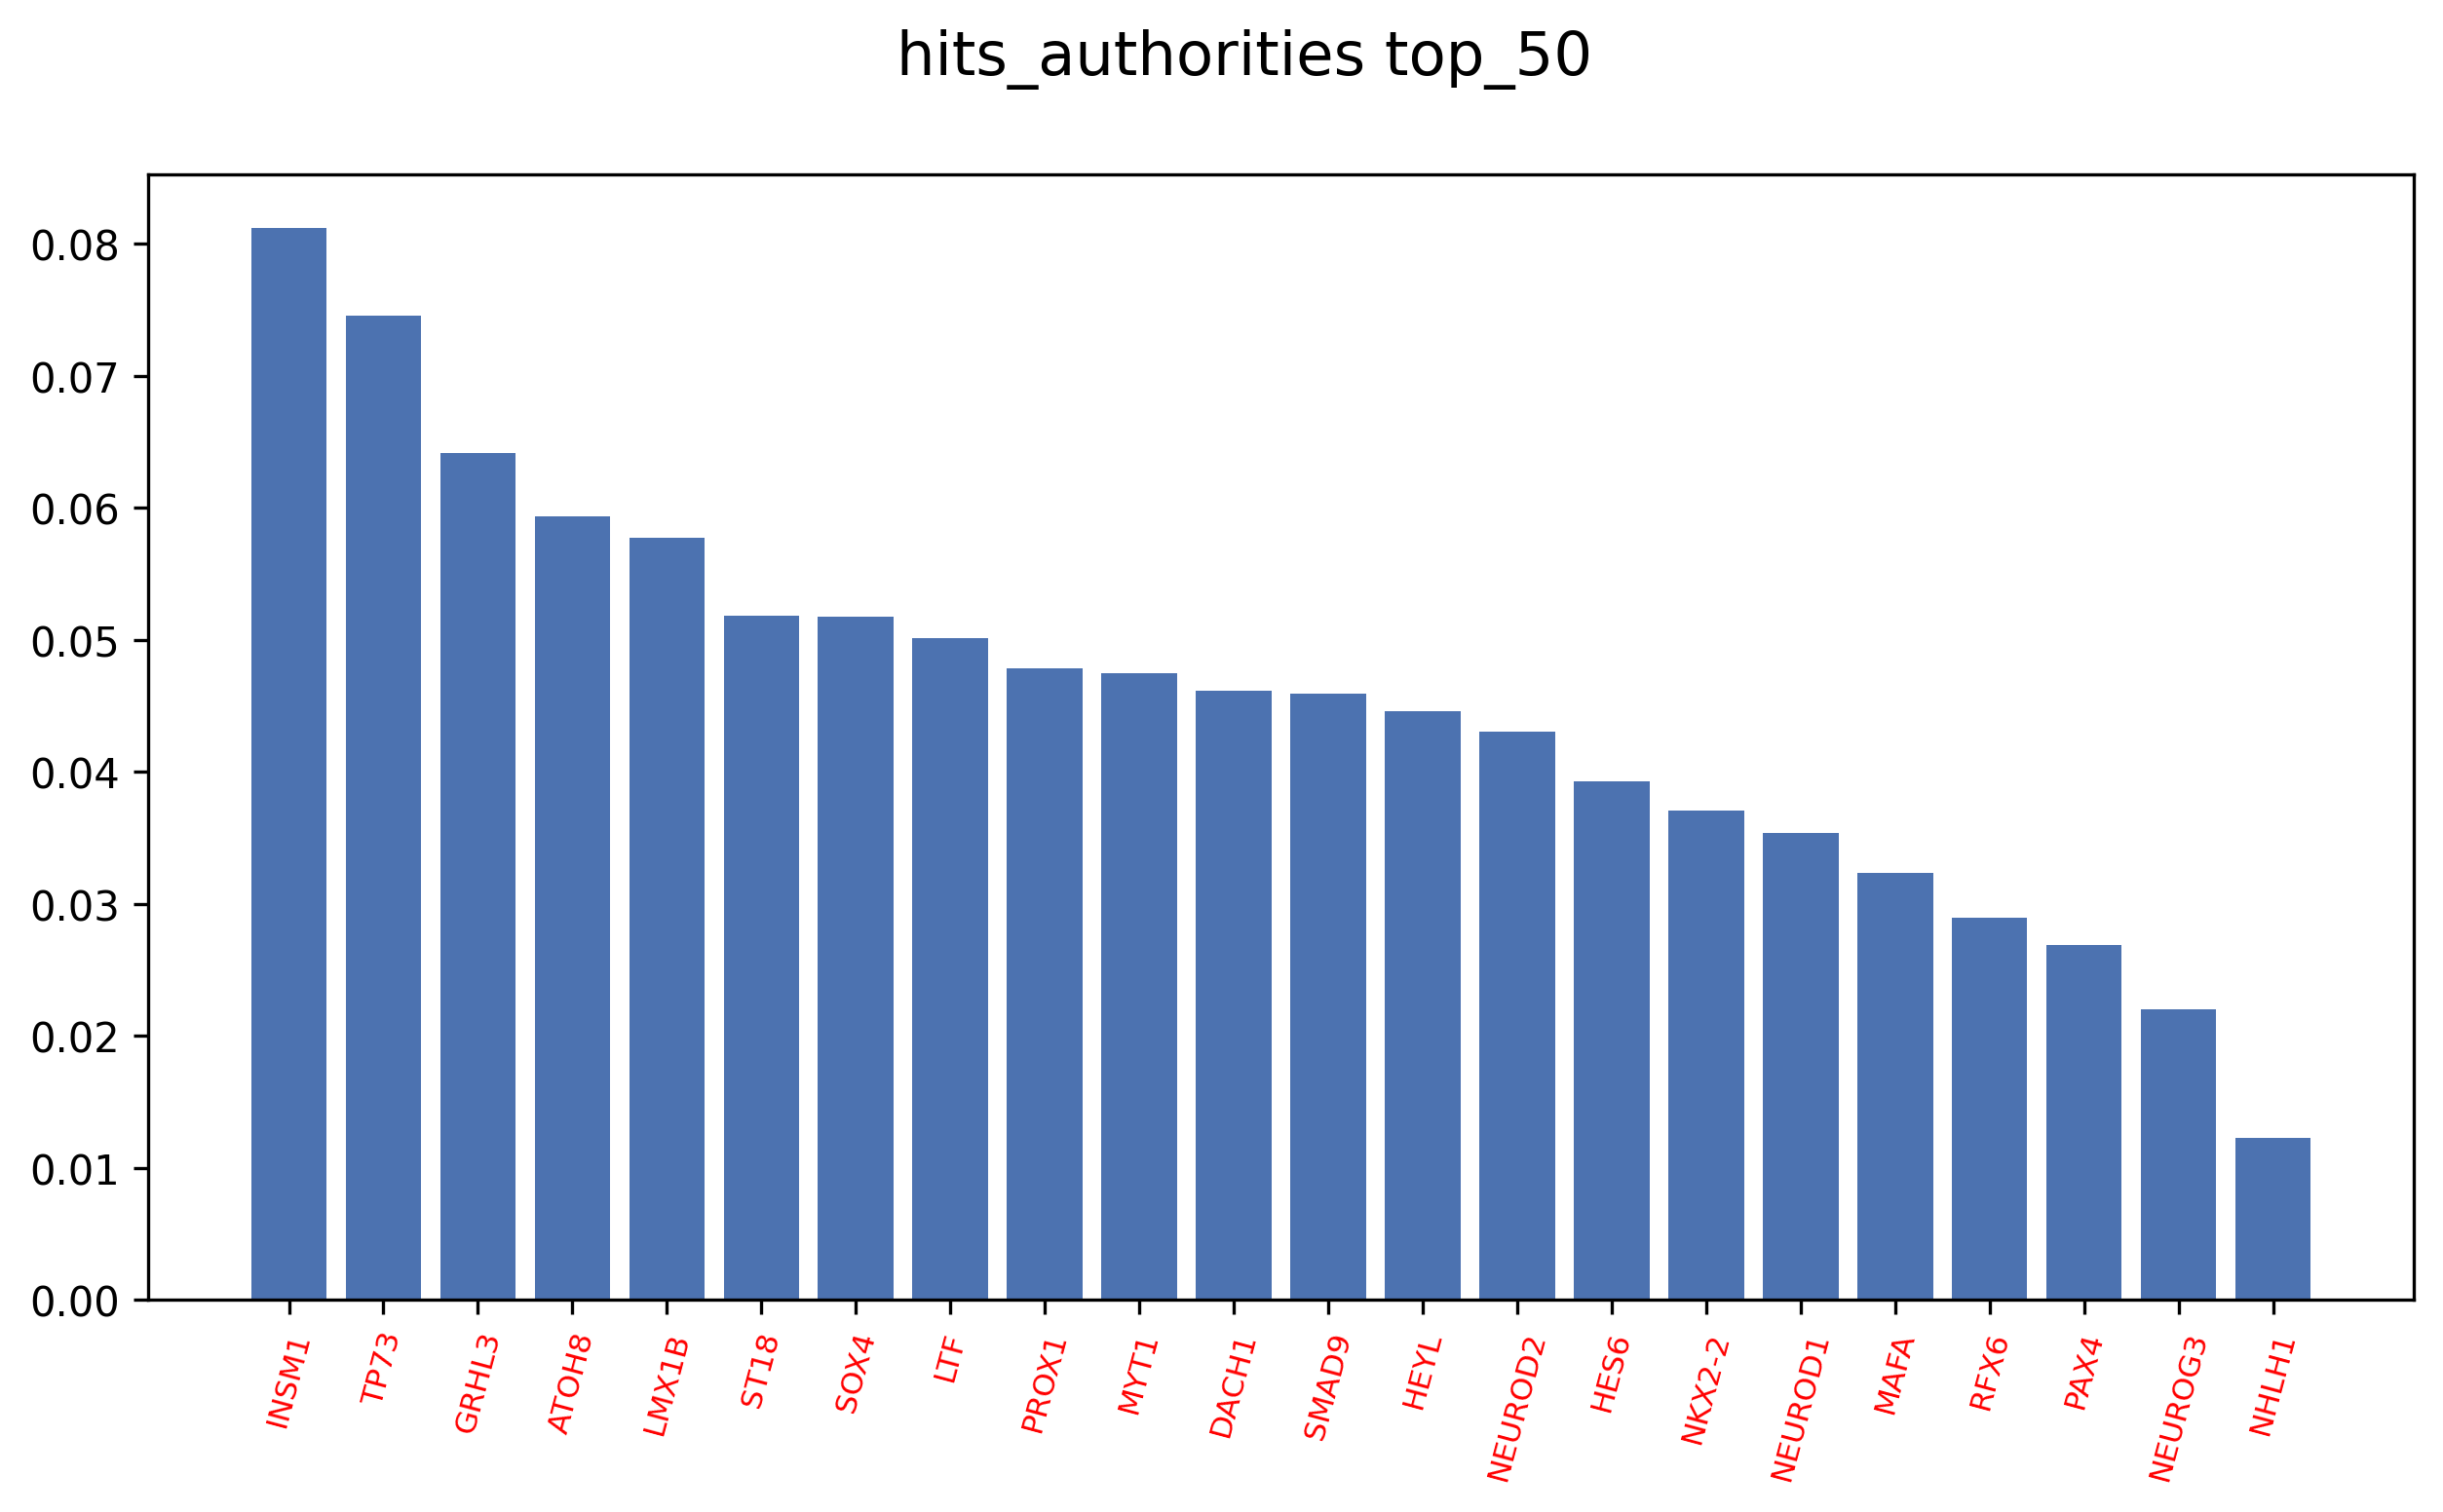 hits_authorities top_50
0.08
0.07
0.06
0.05
0.04
0.03
0.02
0.01
0.00
INSM1
TP73
GRHL3
ATOH8
LMX1B
ST18
SOX4
LTF
PROX1
MYT1
DACH1
SMAD9
HEYL
NEUROD2
HES6
NKX2-2
NEUROD1
MAFA
RFX6
PAX4
NEUROG3
NHLH1